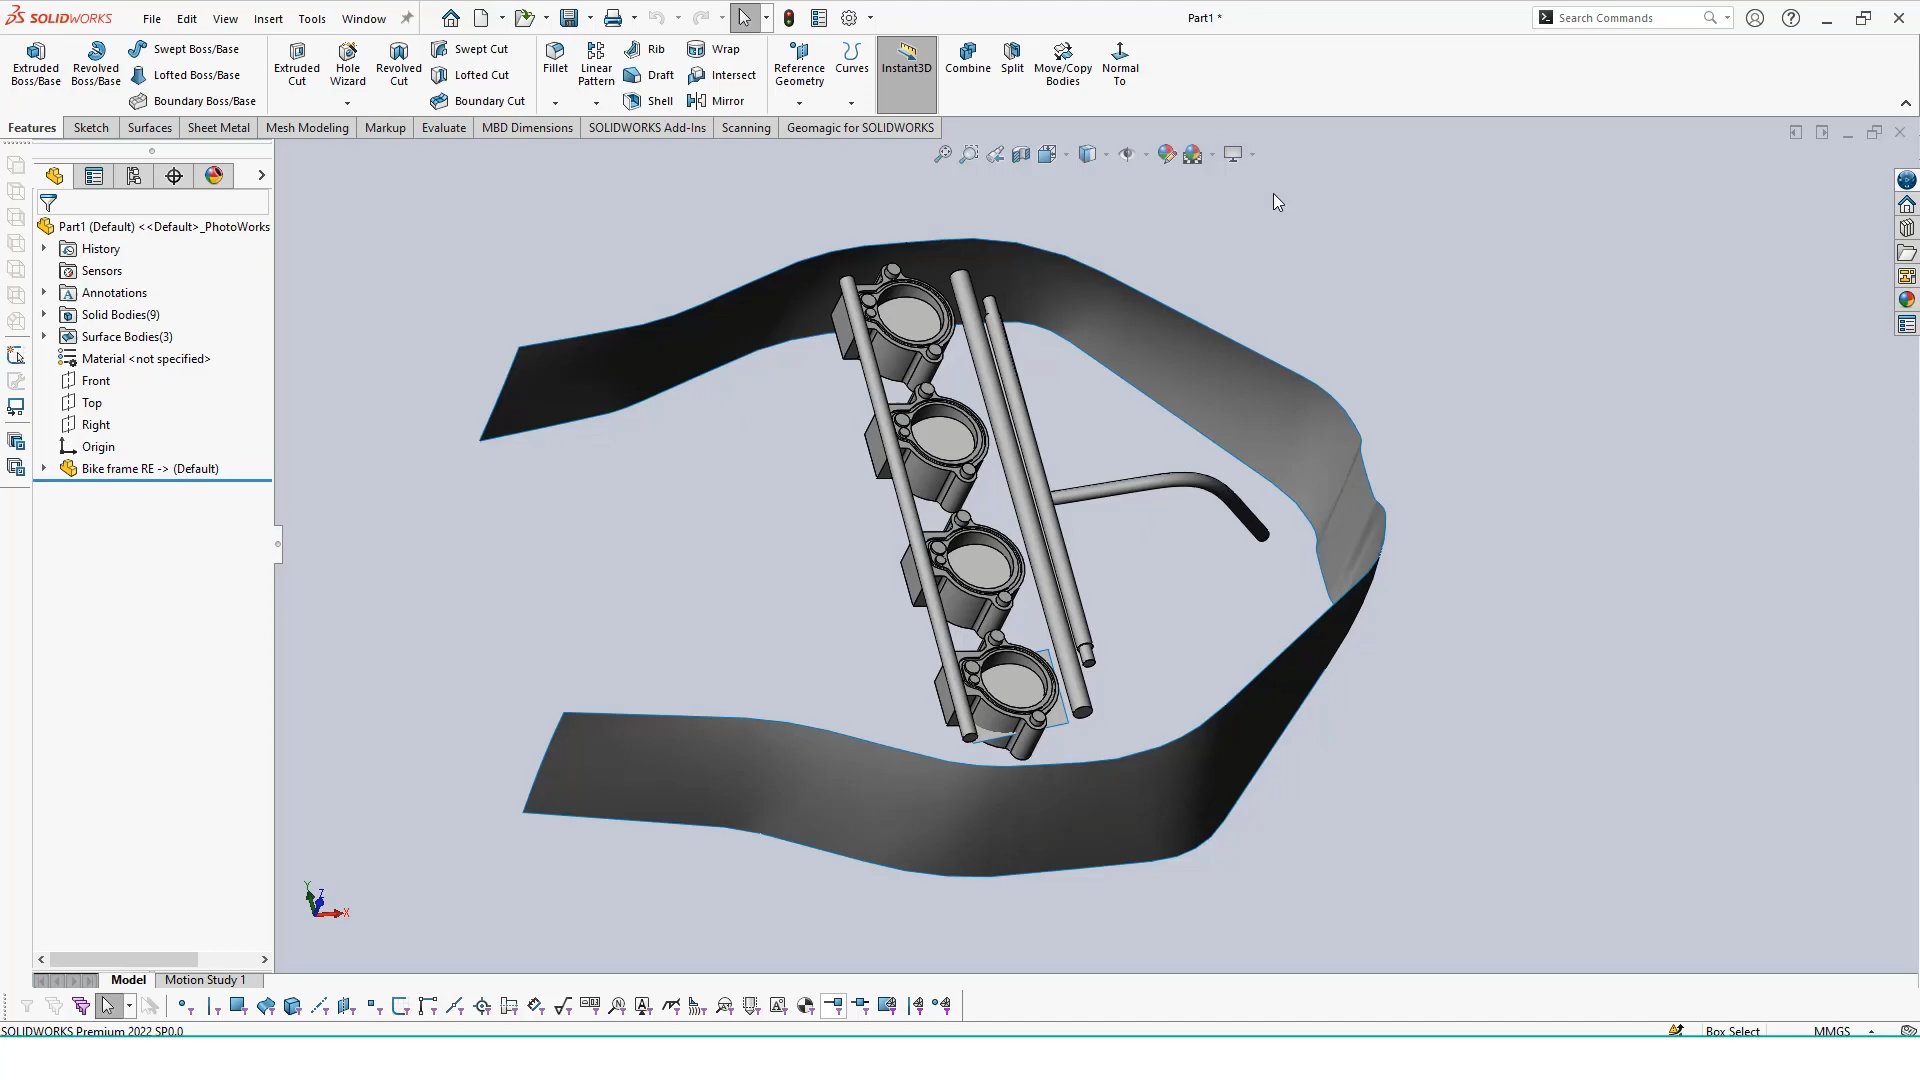 SOLIDWORKS
File Edit View Insert Tools Window
Part1 *
Search Commands
Extruded Boss/Base
Revolved Boss/Base
Swept Boss/Base
Lofted Boss/Base
Boundary Boss/Base
Extruded Cut
Hole Wizard
Revolved Cut
Swept Cut
Lofted Cut
Boundary Cut
Fillet
Linear Pattern
Rib
Draft
Shell
Wrap
Intersect
Mirror
Reference Geometry
Curves
Instant3D
Combine
Split
Move/Copy Bodies
Normal To
Features Sketch Surfaces Sheet Metal Mesh Modeling Markup Evaluate MBD Dimensions SOLIDWORKS Add-Ins Scanning Geomagic for SOLIDWORKS
Part1 (Default) <<Default>_PhotoWorks
History
Sensors
Annotations
Solid Bodies(9)
Surface Bodies(3)
Material <not specified>
Front
Top
Right
Origin
Bike frame RE -> (Default)
Y
Z
X
Model Motion Study 1
SOLIDWORKS Premium 2022 SP0.0
Box Select
MMGS